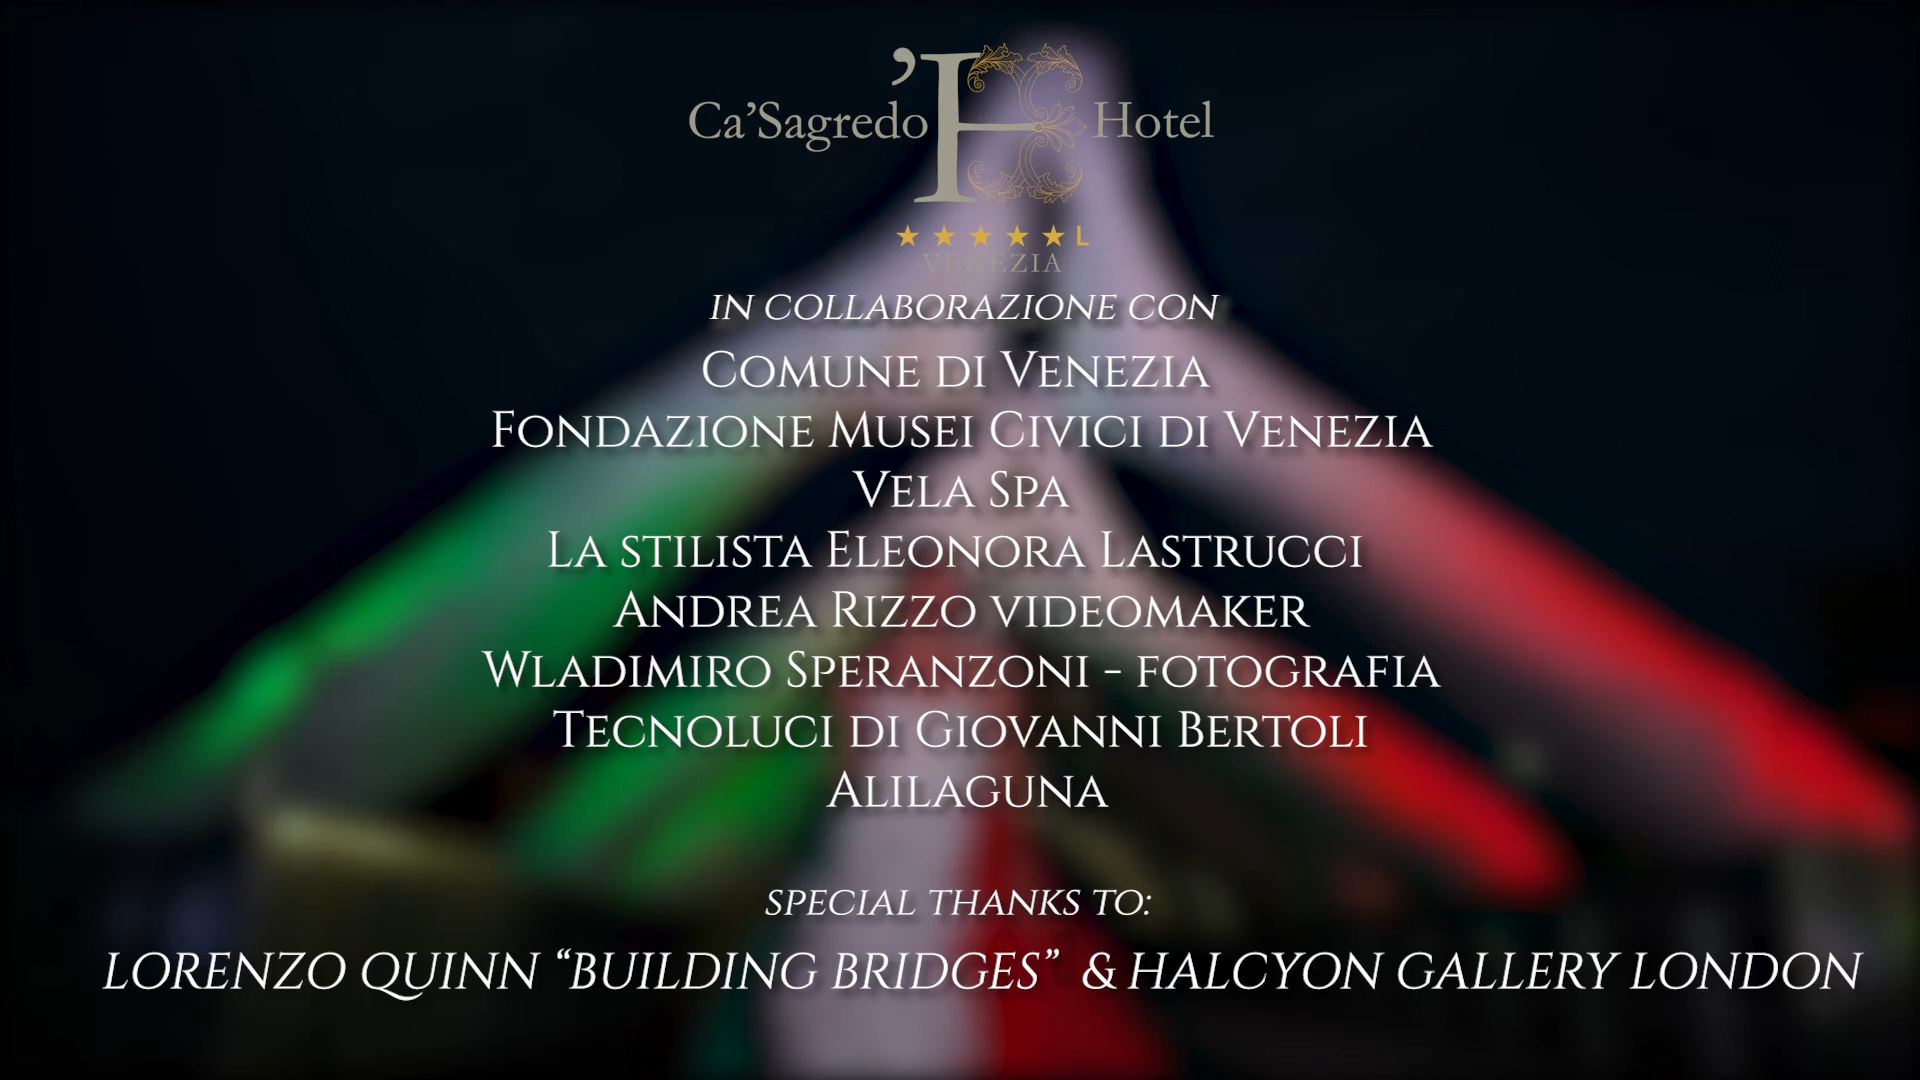 Ca'Sagredo 'H Hotel
★★★★★L
VENEZIA
IN COLLABORAZIONE CON
COMUNE DI VENEZIA
FONDAZIONE MUSEI CIVICI DI VENEZIA
VELA SPA
LA STILISTA ELEONORA LASTRUCCI
ANDREA RIZZO VIDEOMAKER
WLADIMIRO SPERANZONI - FOTOGRAFIA
TECNOLUCI DI GIOVANNI BERTOLI
ALILAGUNA
SPECIAL THANKS TO:
LORENZO QUINN “BUILDING BRIDGES” & HALCYON GALLERY LONDON